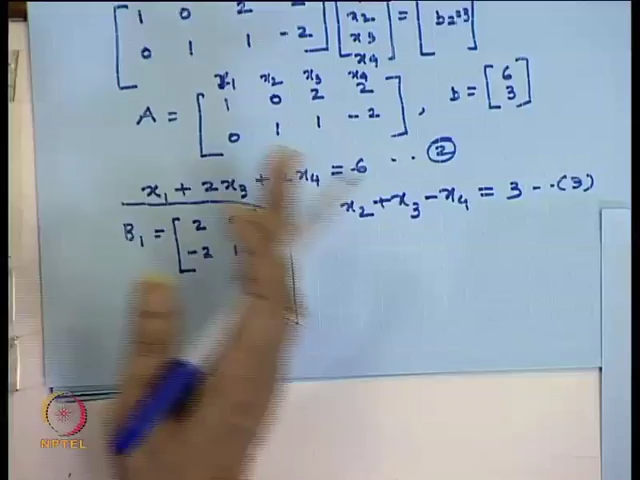 1 0 2
x2
x3
x4
=
b2=3
0 1 1 -2
x1 x2 x3 x4
A = [1 0 2 2
0 1 1 -2] , b = [6
3]
x1 + 2x3 + x4 = 6 .. (2)
x2 + x3 - x4 = 3 -- (3)
B1 = [2
-2 1
NPTEL